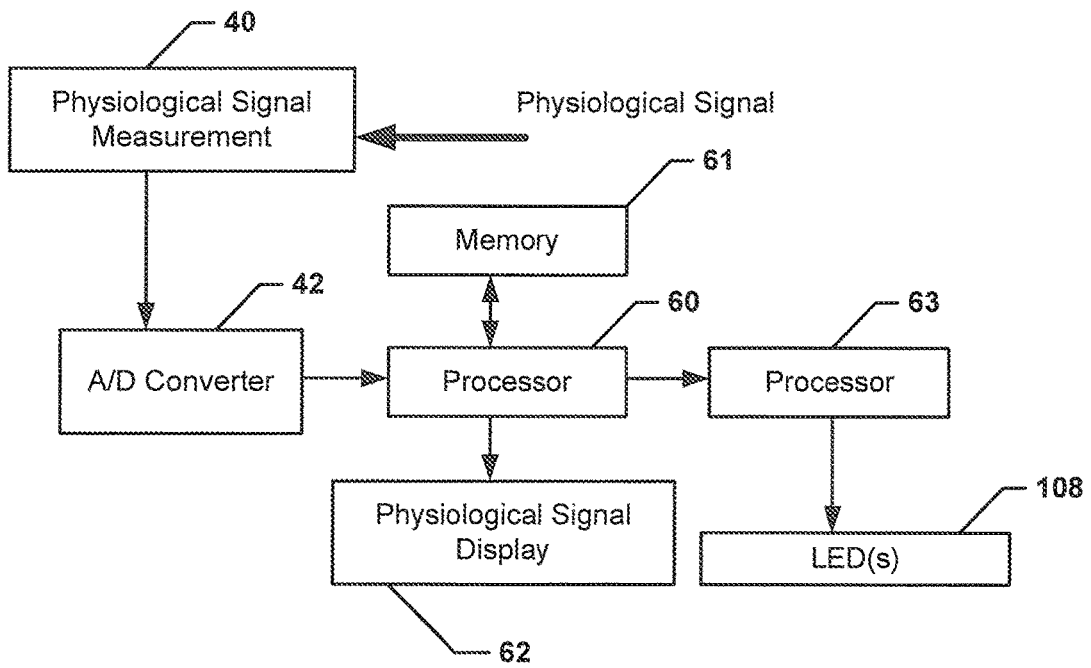 40
Physiological Signal
Measurement
Physiological Signal
61
Memory
42
60
63
A/D Converter
Processor
Processor
108
Physiological Signal
Display
LED(s)
62